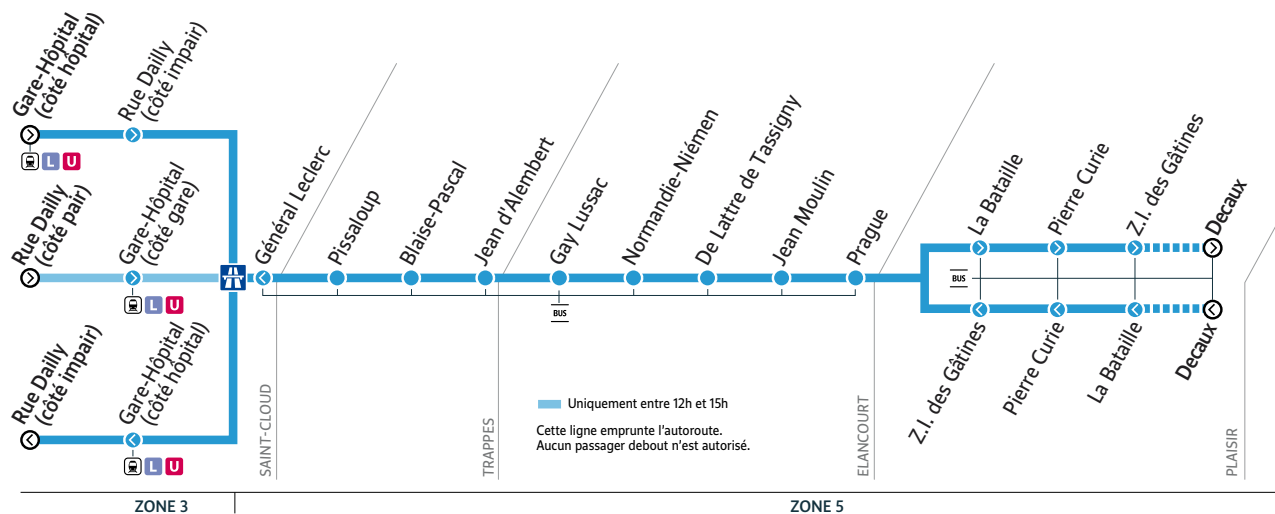 Gare-Hôpital
(côté hôpital)
Rue Dailly
(côté impair)
L U
Rue Dailly
(côté pair)
Gare-Hôpital
(côté gare)
L U
Rue Dailly
(côté impair)
Gare-Hôpital
(côté hôpital)
L U
Général Leclerc
Pissaloup
Blaise-Pascal
Jean d'Alembert
Gay Lussac
Normandie-Niémen
De Lattre de Tassigny
Jean Moulin
Prague
BUS
La Bataille
Pierre Curie
Z.I. des Gâtines
Decaux
BUS
Z.I. des Gâtines
Pierre Curie
La Bataille
Decaux
Uniquement entre 12h et 15h
Cette ligne emprunte l'autoroute.
Aucun passager debout n'est autorisé.
SAINT-CLOUD
TRAPPES
ELANCOURT
PLAISIR
ZONE 3
ZONE 5